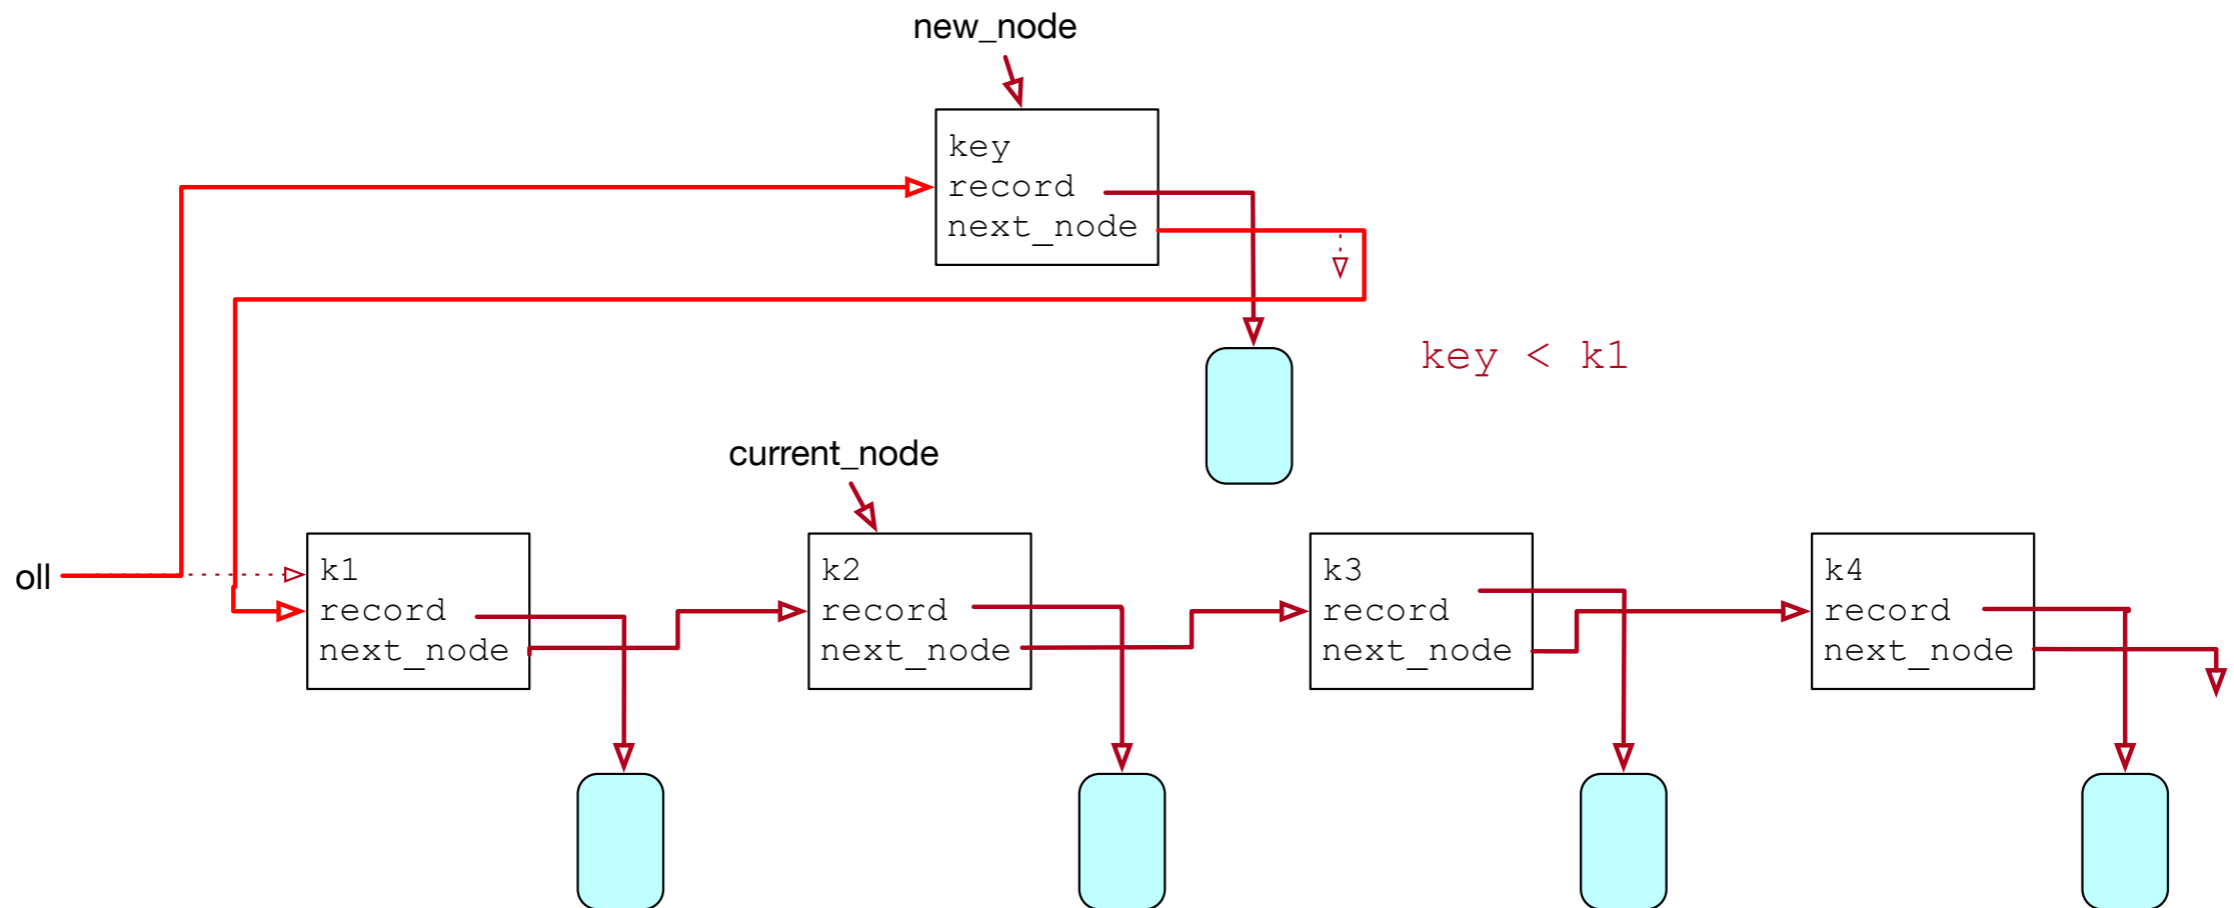 new_node
key
record
next_node
key < k1
current_node
oll
k1
record
next_node
k2
record
next_node
k3
record
next_node
k4
record
next_node